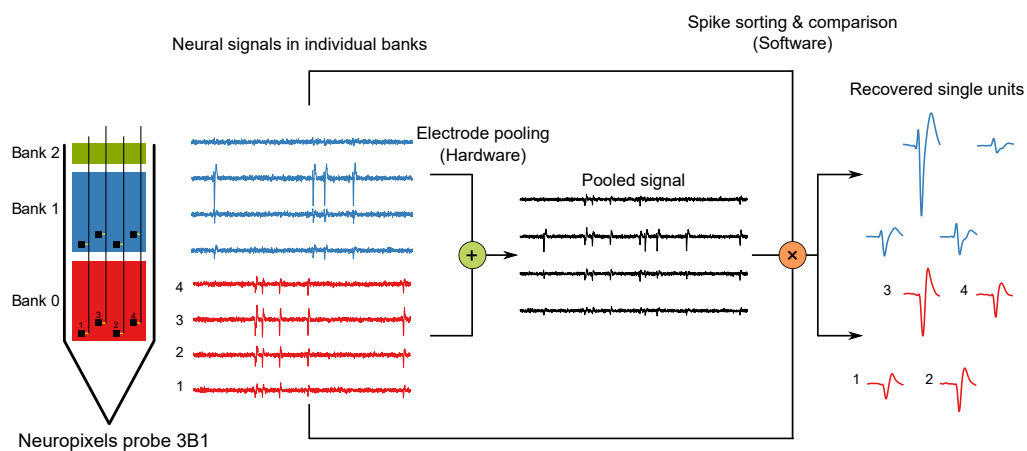 Spike sorting & comparison
(Software)
Neural signals in individual banks
Recovered single units
Electrode pooling
(Hardware)
Bank 2
Pooled signal
Bank 1
+
×
4
Bank 0
3
4
3
1
3
2
4
2
1
1
2
Neuropixels probe 3B1